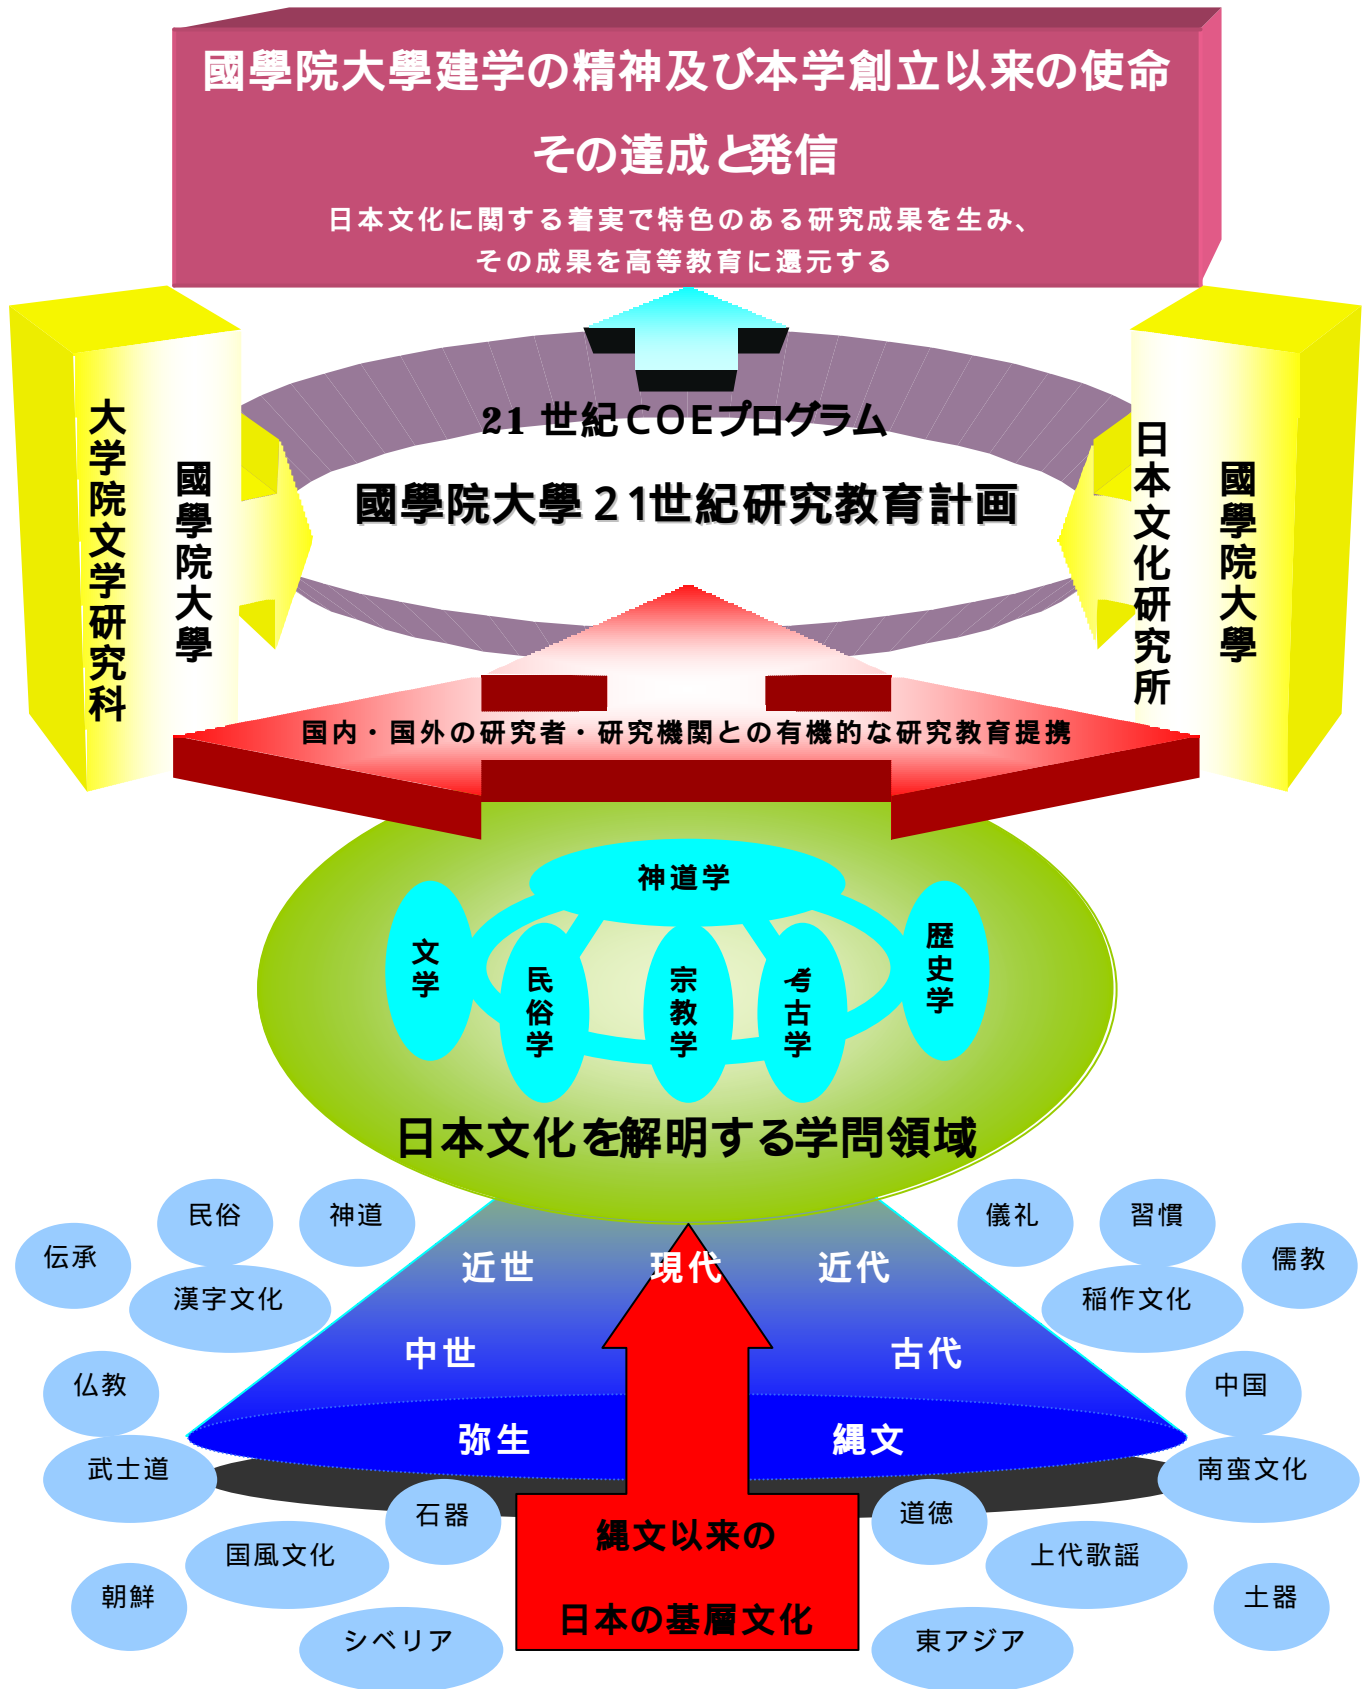 國學院大學建学の精神及び本学創立以来の使命
その達成と発信
日本文化に関する着実で特色のある研究成果を生み、
その成果を高等教育に還元する
21世紀COEプログラム
國學院大學21世紀研究教育計画
國學院大學
大学院文学研究科
國學院大學
日本文化研究所
国内・国外の研究者・研究機関との有機的な研究教育提携
神道学
文学
民俗学
宗教学
考古学
歴史学
日本文化を解明する学問領域
民俗
神道
儀礼
習慣
伝承
儒教
漢字文化
稲作文化
近世
現代
近代
中世
古代
仏教
中国
弥生
縄文
武士道
南蛮文化
石器
道徳
縄文以来の
日本の基層文化
国風文化
上代歌謡
朝鮮
土器
シベリア
東アジア